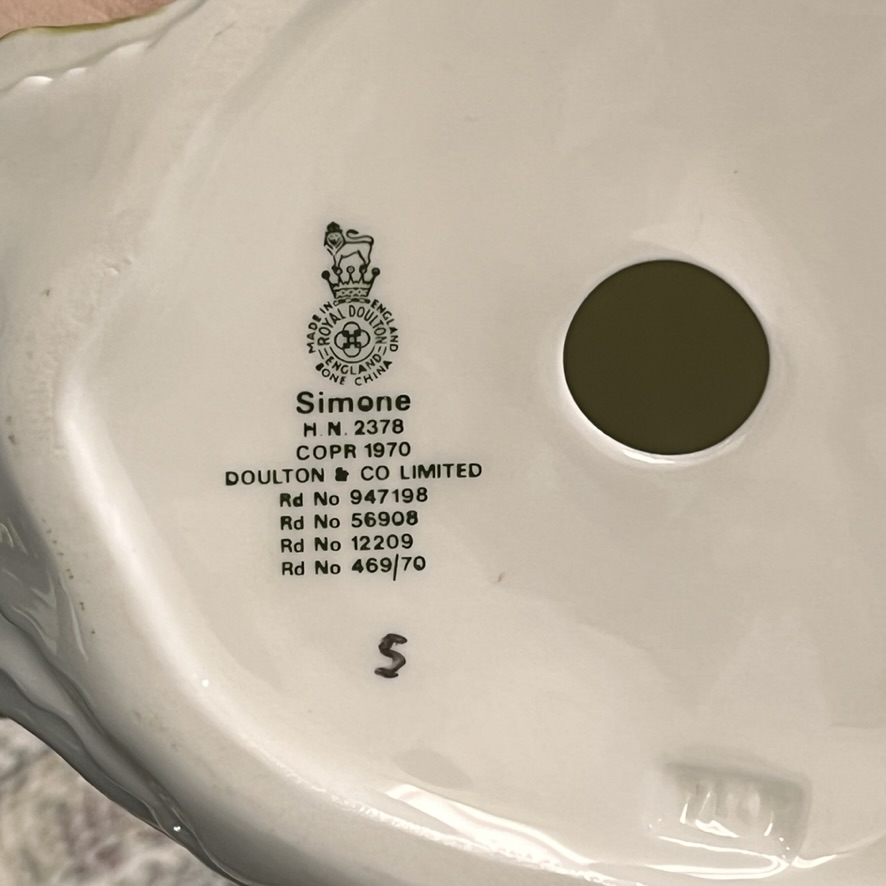 MADE IN ENGLAND
ROYAL DOULTON
ENGLAND
BONE CHINA
Simone
H.N. 2378
COPR 1970
DOULTON & CO LIMITED
Rd No 947198
Rd No 56908
Rd No 12209
Rd No 469/70
S